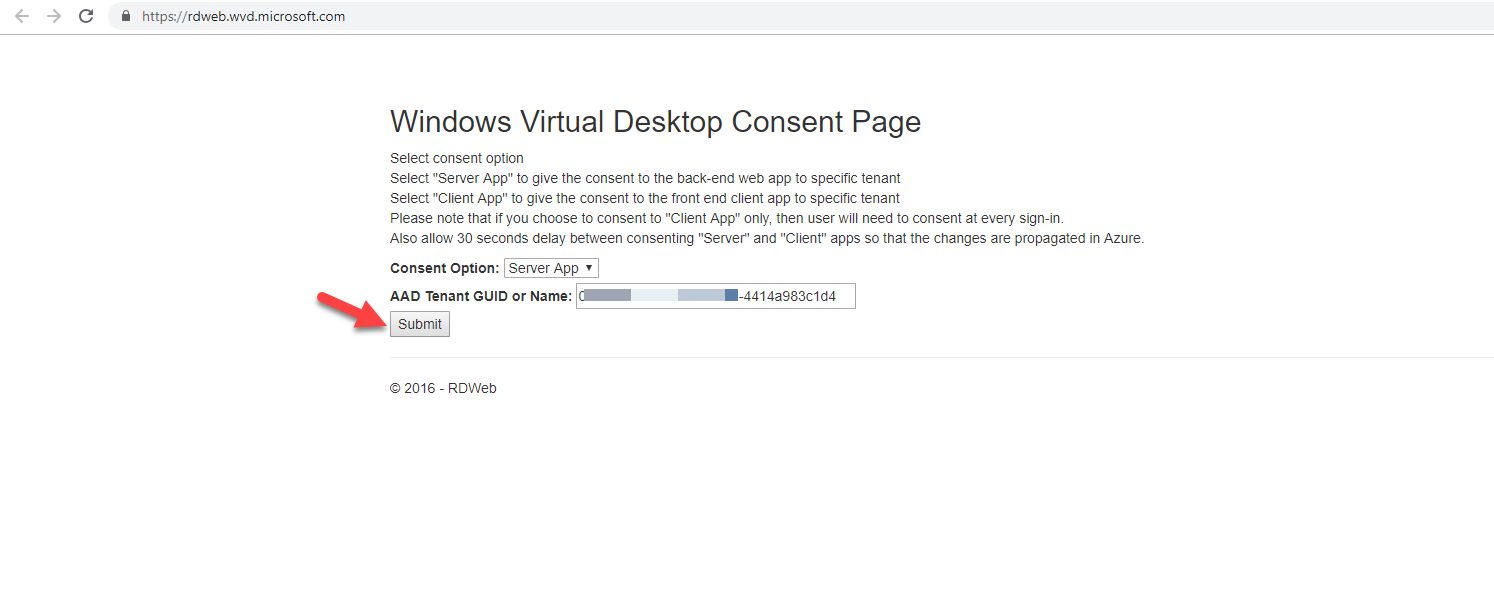 https://rdweb.wvd.microsoft.com
Windows Virtual Desktop Consent Page
Select consent option
Select "Server App" to give the consent to the back-end web app to specific tenant
Select "Client App" to give the consent to the front end client app to specific tenant
Please note that if you choose to consent to "Client App" only, then user will need to consent at every sign-in.
Also allow 30 seconds delay between consenting "Server" and "Client" apps so that the changes are propagated in Azure.
Consent Option: Server App
AAD Tenant GUID or Name: -4414a983c1d4
Submit
© 2016 - RDWeb